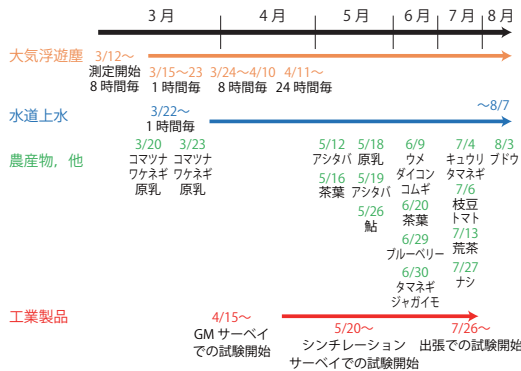 3 月 4 月 5 月 6 月 7 月 8 月
大気浮遊塵
3/12～
測定開始
8 時間毎
3/15～23
1 時間毎
3/24～4/10
8 時間毎
4/11～
24 時間毎
水道上水
3/22～
1 時間毎
～8/7
農産物，他
3/20
コマツナ
ワケネギ
原乳
3/23
コマツナ
ワケネギ
原乳
5/12
アシタバ
5/16
茶葉
5/18
原乳
5/19
アシタバ
5/26
鮎
6/9
ウメ
ダイコン
コムギ
6/20
茶葉
6/29
ブルーベリー
6/30
タマネギ
ジャガイモ
7/4
キュウリ
タマネギ
7/6
枝豆
トマト
7/13
荒茶
7/27
ナシ
8/3
ブドウ
工業製品
4/15～
GM サーベイ
での試験開始
5/20～
シンチレーション
サーベイでの試験開始
7/26～
出張での試験開始